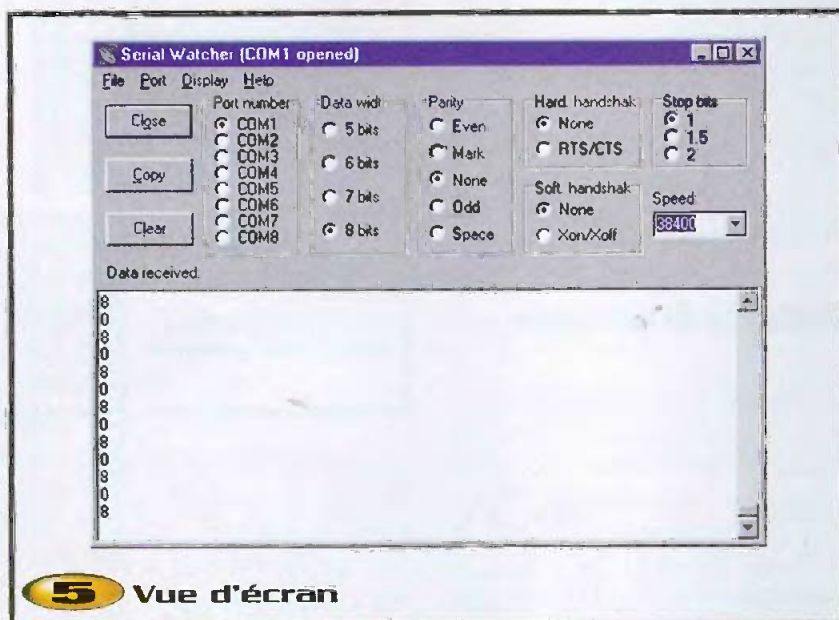 Serial Watcher (COM1 opened)
File Port Display Help
Close
Copy
Clear
Port number
COM1
COM2
COM3
COM4
COM5
COM6
COM7
COM8
Data widt
5 bits
6 bits
7 bits
8 bits
Parity
Even
Mark
None
Odd
Space
Hard. handshak
None
RTS/CTS
Soft. handshak
None
Xon/Xoff
Stop bits
1
1.5
2
Speed:
38400
Data received:
8
0
8
0
8
0
8
0
8
0
8
0
8
5 Vue d'écran